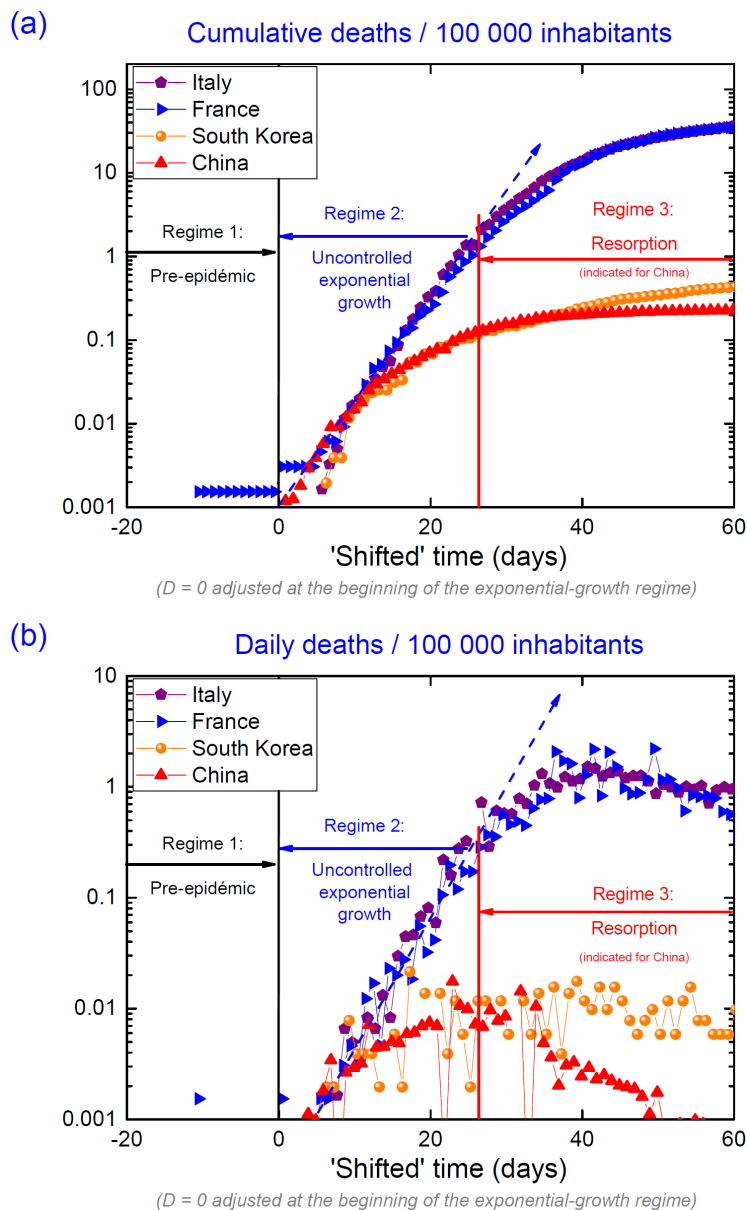 (a)
Cumulative deaths / 100 000 inhabitants
100
10
1
0.1
0.01
0.001
Italy
France
South Korea
China
Regime 1:
Pre-epidémic
Regime 2:
Uncontrolled
exponential
growth
Regime 3:
Resorption
(indicated for China)
-20 0 20 40 60
'Shifted' time (days)
(D = 0 adjusted at the beginning of the exponential-growth regime)
(b)
Daily deaths / 100 000 inhabitants
10
1
0.1
0.01
0.001
Italy
France
South Korea
China
Regime 1:
Pre-epidémic
Regime 2:
Uncontrolled
exponential
growth
Regime 3:
Resorption
(indicated for China)
-20 0 20 40 60
'Shifted' time (days)
(D = 0 adjusted at the beginning of the exponential-growth regime)